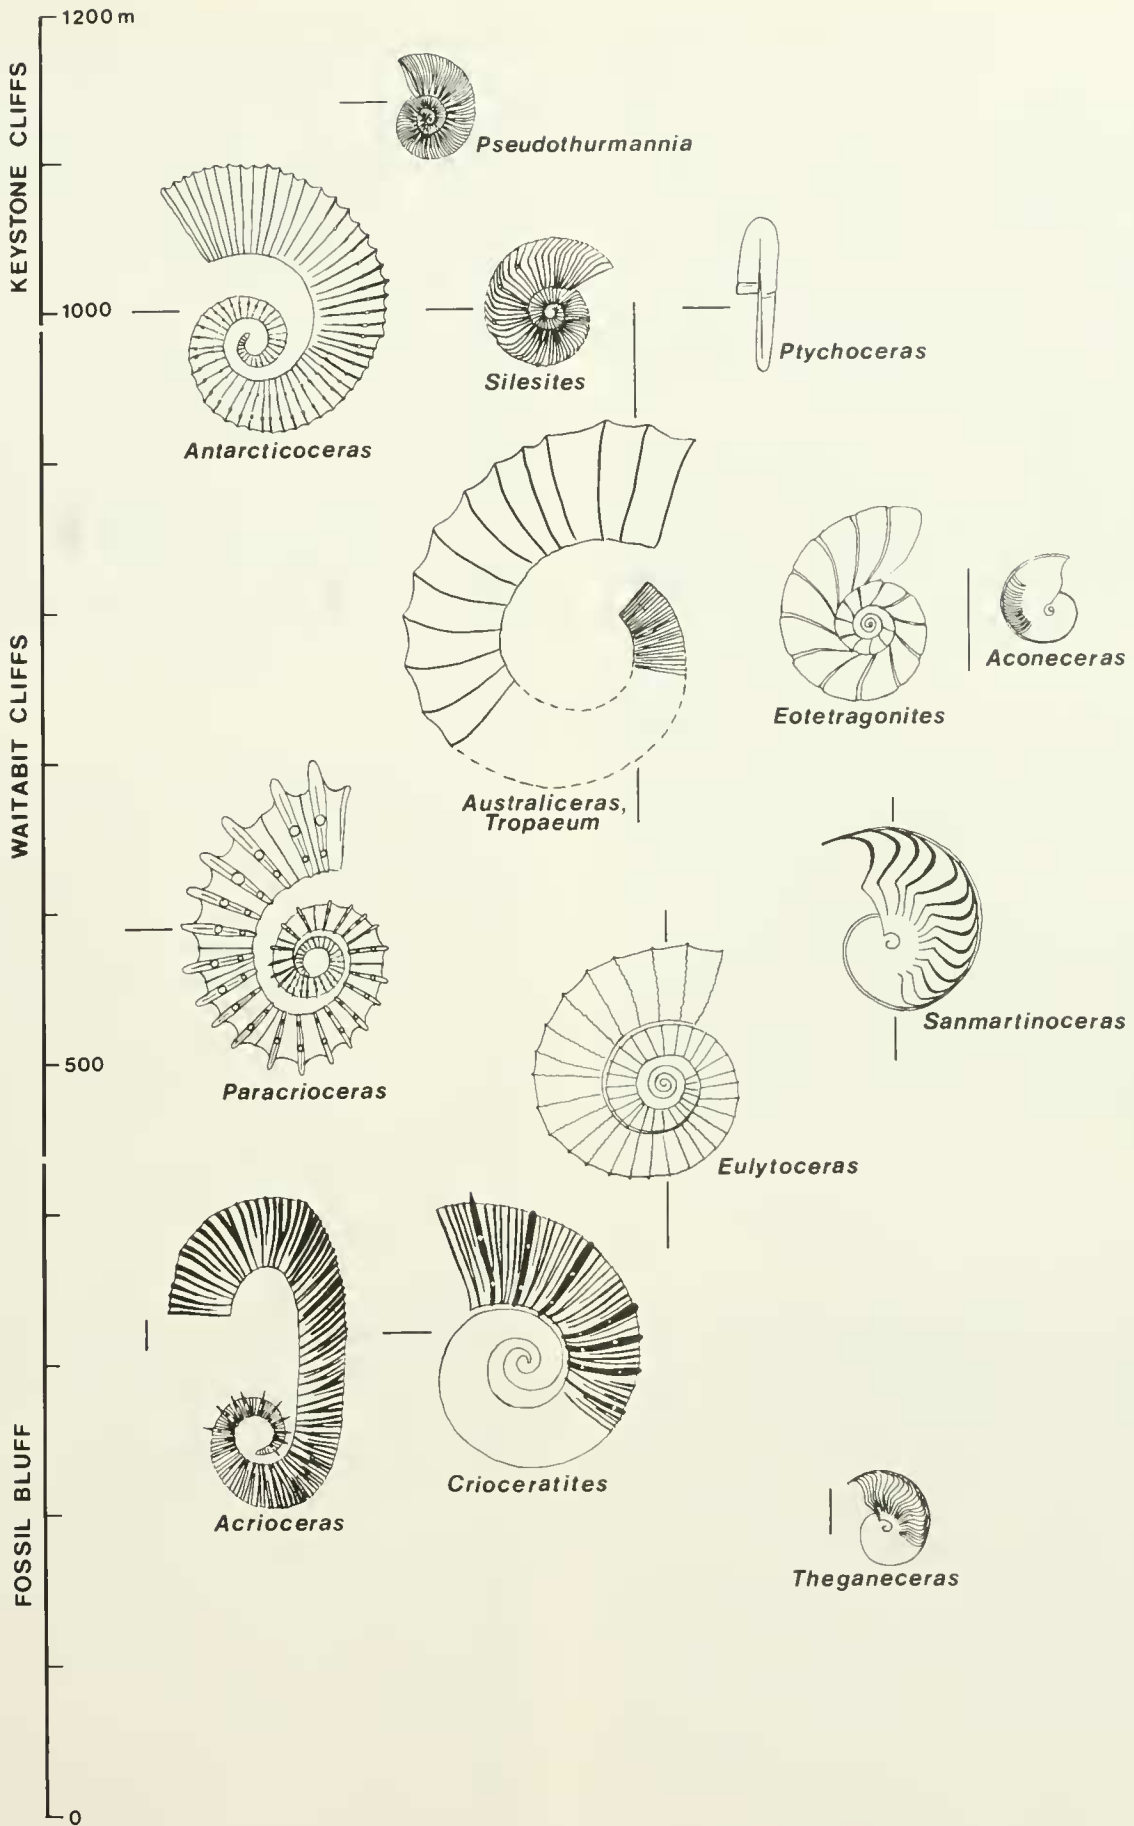 1200 m
KEYSTONE CLIFFS
Pseudothurmannia
1000
Silesites
Ptychoceras
Antarcticoceras
WAITABIT CLIFFS
Aconeceras
Eotetragonites
Australiceras,
Tropaeum
Sanmartinoceras
500
Paracrioceras
Eulytoceras
FOSSIL BLUFF
Crioceratites
Acrioceras
Theganeceras
0